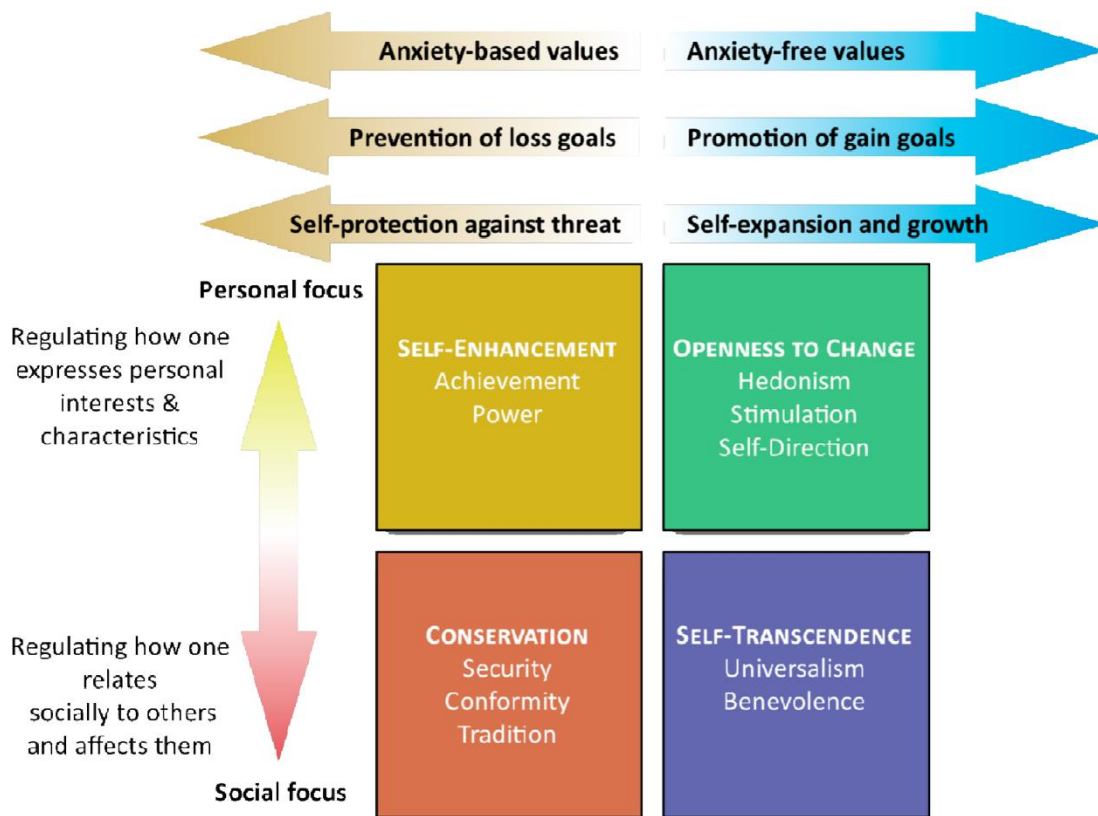 Anxiety-based values
Anxiety-free values
Prevention of loss goals
Promotion of gain goals
Self-protection against threat
Self-expansion and growth
Personal focus
Regulating how one
expresses personal
interests &
characteristics
SELF-ENHANCEMENT
Achievement
Power
OPENNESS TO CHANGE
Hedonism
Stimulation
Self-Direction
Regulating how one
relates
socially to others
and affects them
Social focus
CONSERVATION
Security
Conformity
Tradition
SELF-TRANSCENDENCE
Universalism
Benevolence